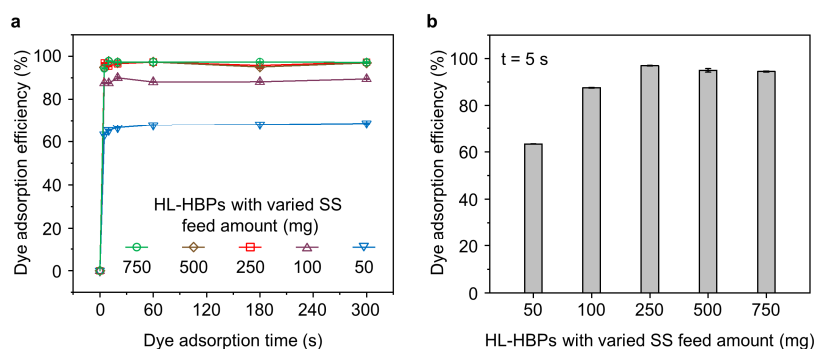 a
Dye adsorption efficiency (%)
100
80
60
40
20
0
HL-HBPs with varied SS
feed amount (mg)
750 500 250 100 50
0 60 120 180 240 300
Dye adsorption time (s)
b
Dye adsorption efficiency (%)
100
80
60
40
20
0
t = 5 s
50 100 250 500 750
HL-HBPs with varied SS feed amount (mg)